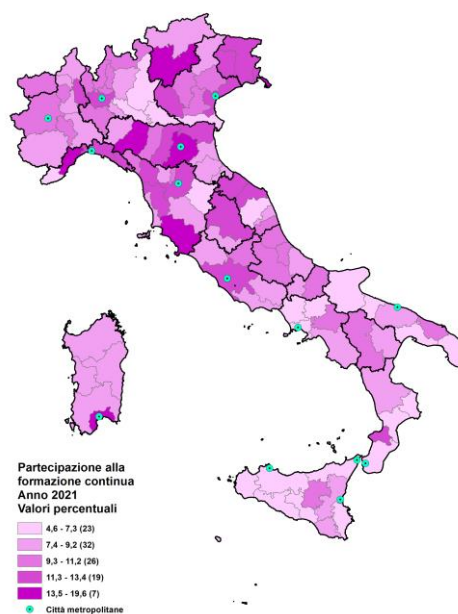 Partecipazione alla
formazione continua
Anno 2021
Valori percentuali
4,6 - 7,3 (23)
7,4 - 9,2 (32)
9,3 - 11,2 (26)
11,3 - 13,4 (19)
13,5 - 19,6 (7)
Città metropolitane